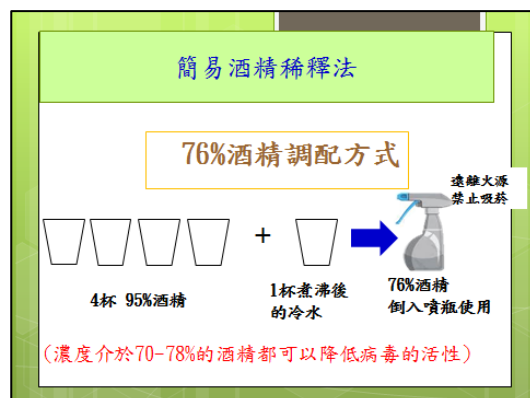 簡易酒精稀釋法
76%酒精調配方式
遠離火源
禁止吸菸
+
4杯 95%酒精
1杯煮沸後
的冷水
76%酒精
倒入噴瓶使用
(濃度介於70-78%的酒精都可以降低病毒的活性)